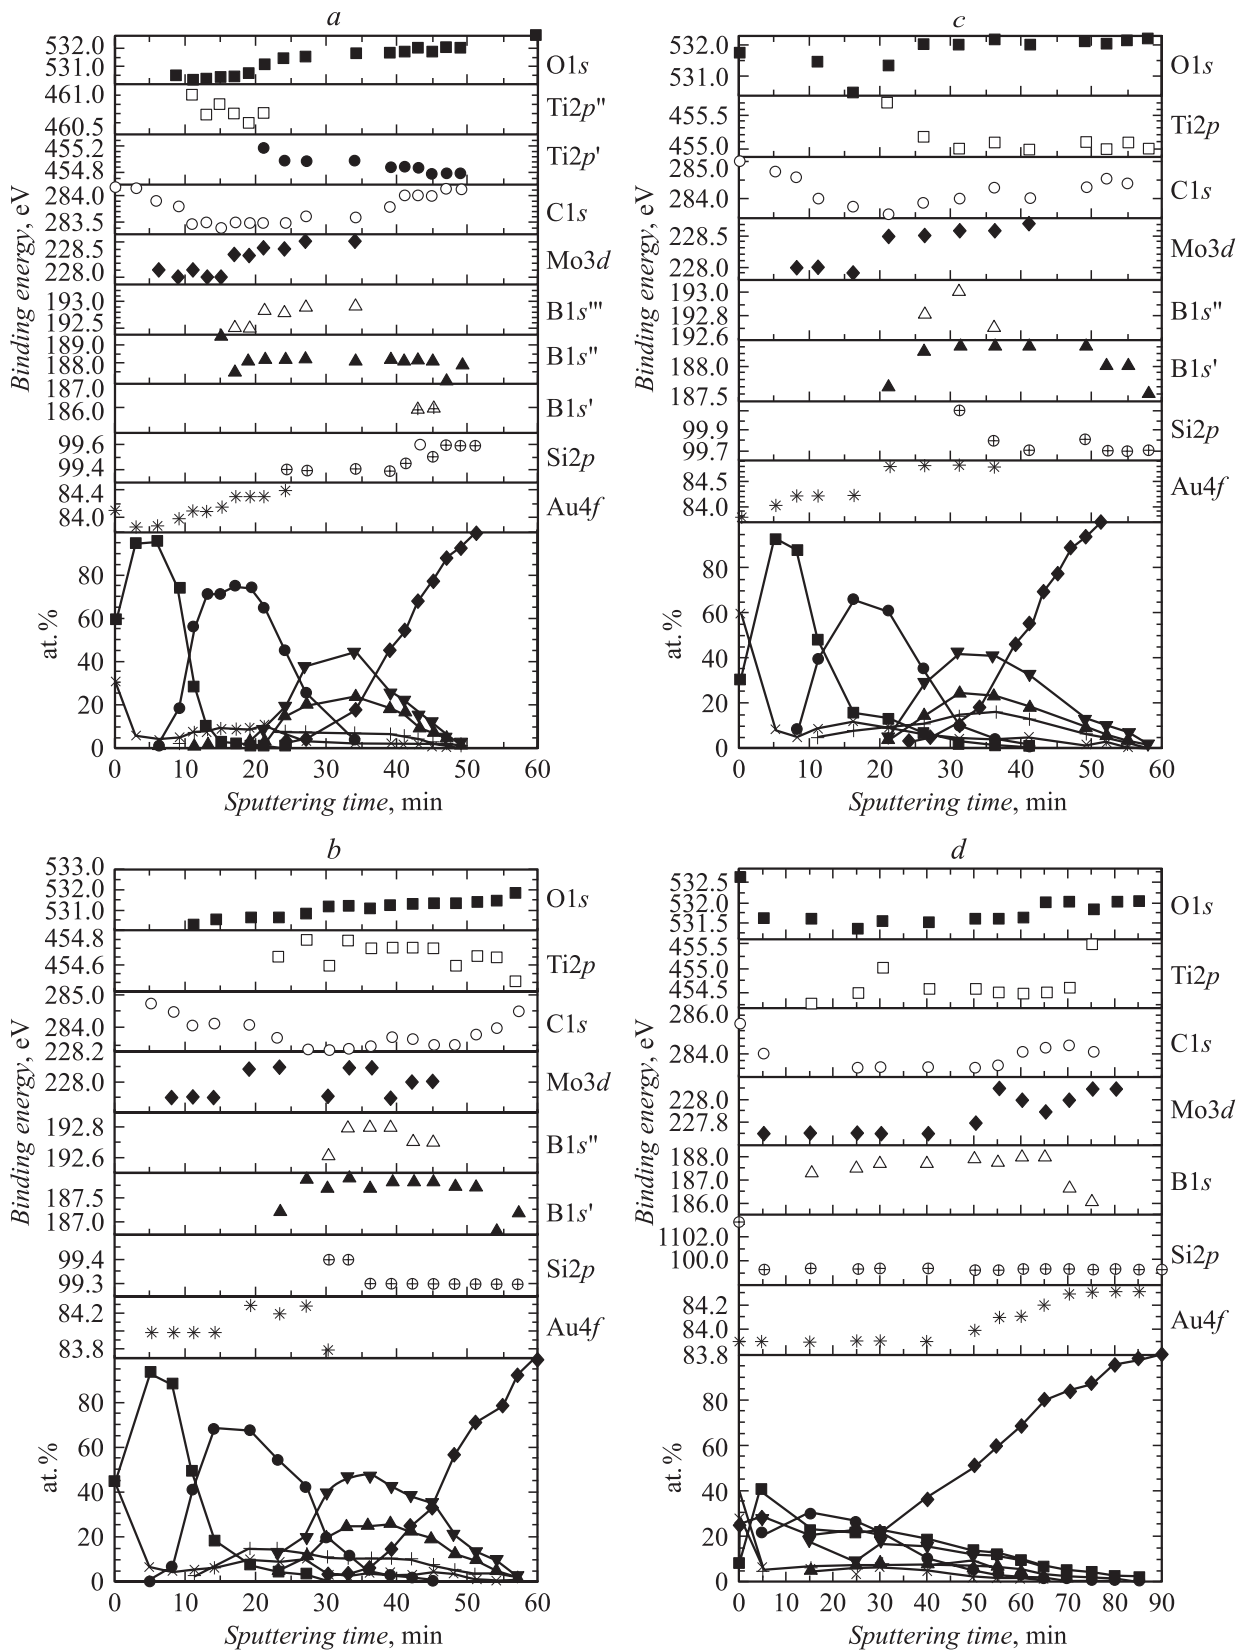 a
532.0
531.0
O1s
461.0
460.5
Ti2p"
455.2
454.8
Ti2p'
284.0
283.5
C1s
228.5
228.0
Mo3d
193.0
192.5
B1s'"
189.0
188.0
187.0
B1s"
186.0
B1s'
99.6
99.4
Si2p
84.4
84.0
Au4f
Binding energy, eV
80
60
40
20
0
at.%
0 10 20 30 40 50 60
Sputtering time, min
c
532.0
531.0
O1s
455.5
455.0
Ti2p
285.0
284.0
C1s
228.5
228.0
Mo3d
193.0
192.8
192.6
B1s"
188.0
187.5
B1s'
99.9
99.7
Si2p
84.5
84.0
Au4f
Binding energy, eV
80
60
40
20
0
at.%
0 10 20 30 40 50 60
Sputtering time, min
b
533.0
532.0
531.0
O1s
454.8
454.6
Ti2p
285.0
284.0
C1s
228.2
228.0
Mo3d
192.8
192.6
B1s"
187.5
187.0
B1s'
99.4
99.3
Si2p
84.2
83.8
Au4f
Binding energy, eV
80
60
40
20
0
at.%
0 10 20 30 40 50 60
Sputtering time, min
d
532.5
532.0
531.5
O1s
455.5
455.0
454.5
Ti2p
286.0
284.0
C1s
228.0
227.8
Mo3d
188.0
187.0
186.0
B1s
1102.0
100.0
Si2p
84.2
84.0
83.8
Au4f
Binding energy, eV
80
60
40
20
0
at.%
0 10 20 30 40 50 60 70 80 90
Sputtering time, min